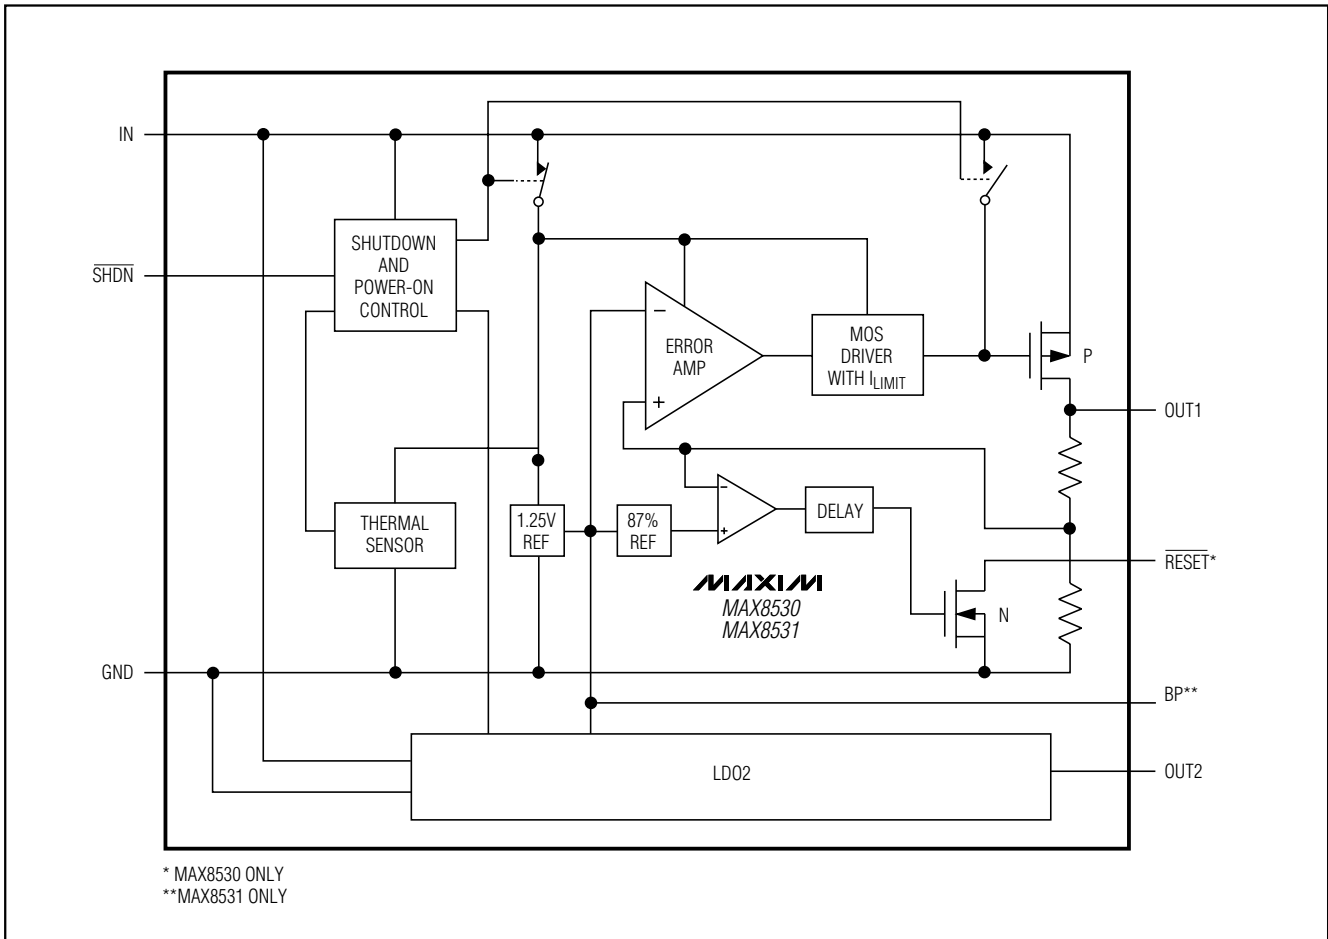 IN
SHUTDOWN
AND
POWER-ON
CONTROL
SHDN
MOS
DRIVER
WITH ILIMIT
−
ERROR
AMP
+
P
OUT1
THERMAL
SENSOR
1.25V
REF
87%
REF
−
+
DELAY
RESET*
MAXIM
MAX8530
MAX8531
N
GND
BP**
LDO2
OUT2
* MAX8530 ONLY
**MAX8531 ONLY